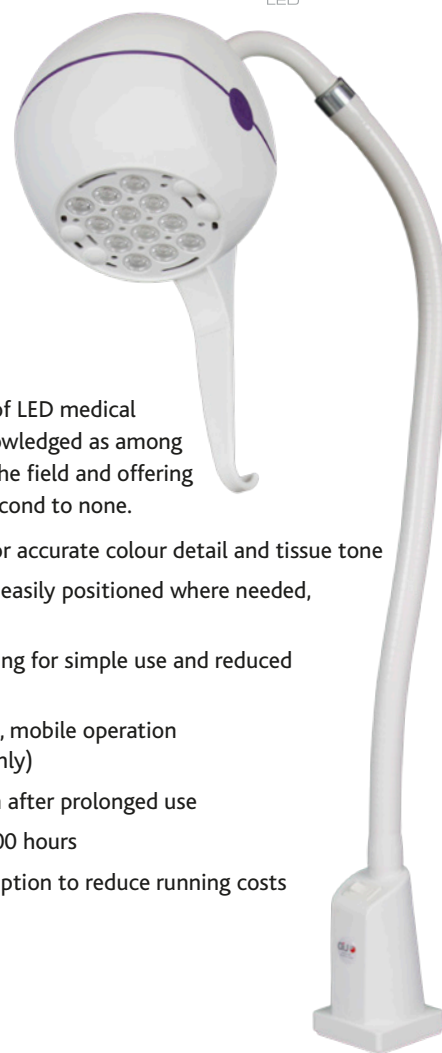 LED
of LED medical
owledged as among
he field and offering
cond to none.
or accurate colour detail and tissue tone
easily positioned where needed,
ng for simple use and reduced
, mobile operation
nly)
n after prolonged use
00 hours
ption to reduce running costs